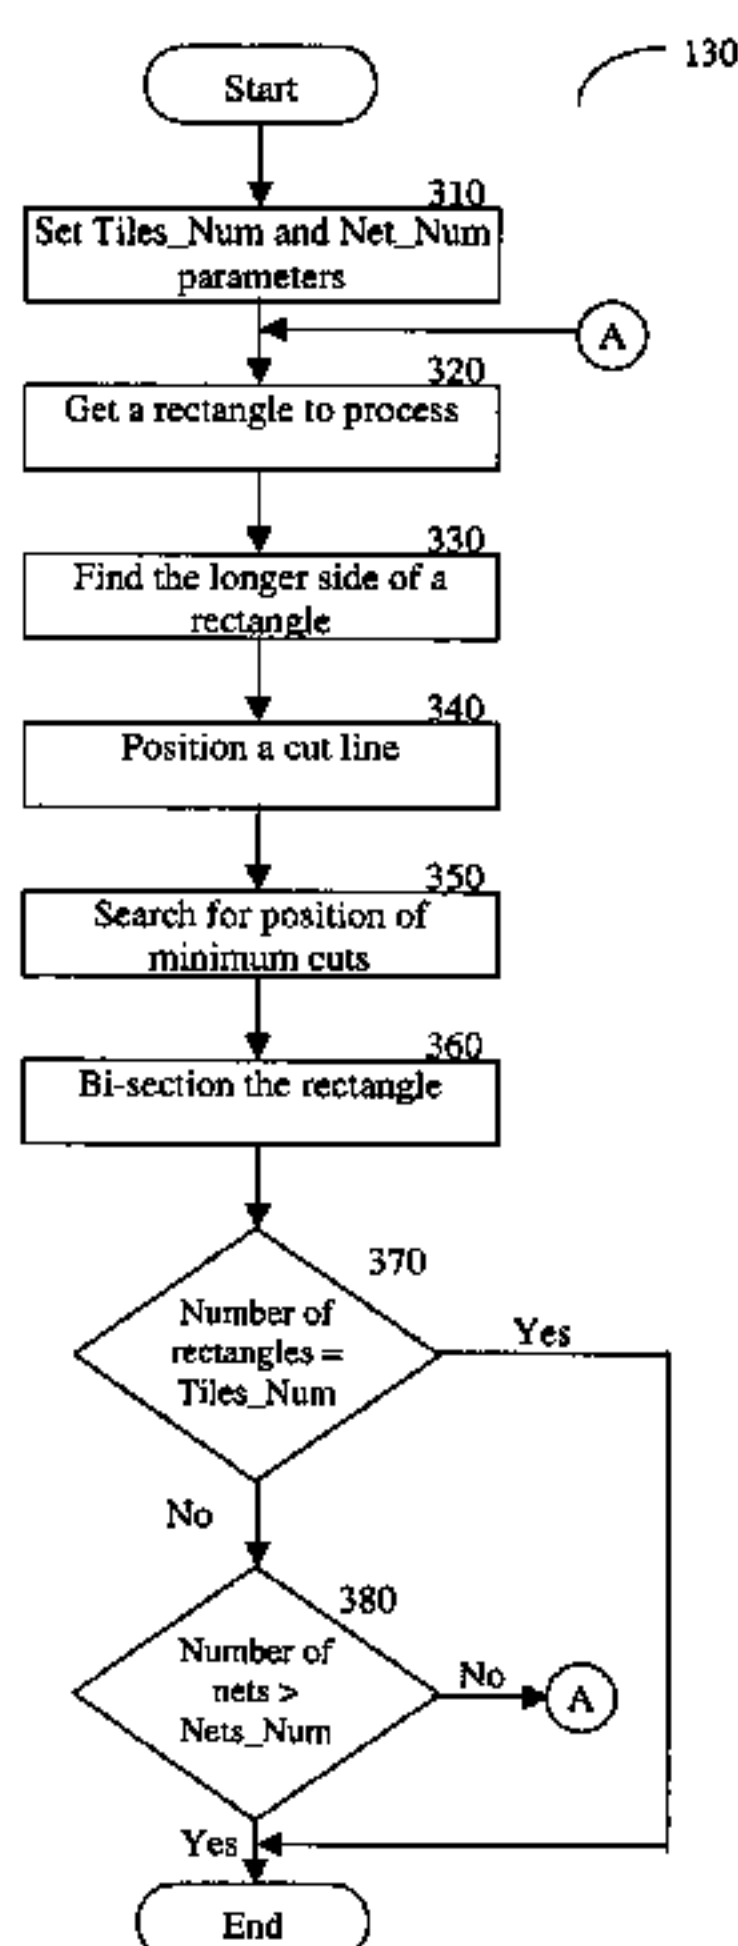 130
Start
310
Set Tiles_Num and Net_Num
parameters
A
320
Get a rectangle to process
330
Find the longer side of a
rectangle
340
Position a cut line
350
Search for position of
minimum cuts
360
Bi-section the rectangle
370
Number of
rectangles =
Tiles_Num
Yes
No
380
Number of
nets >
Nets_Num
No
A
Yes
End